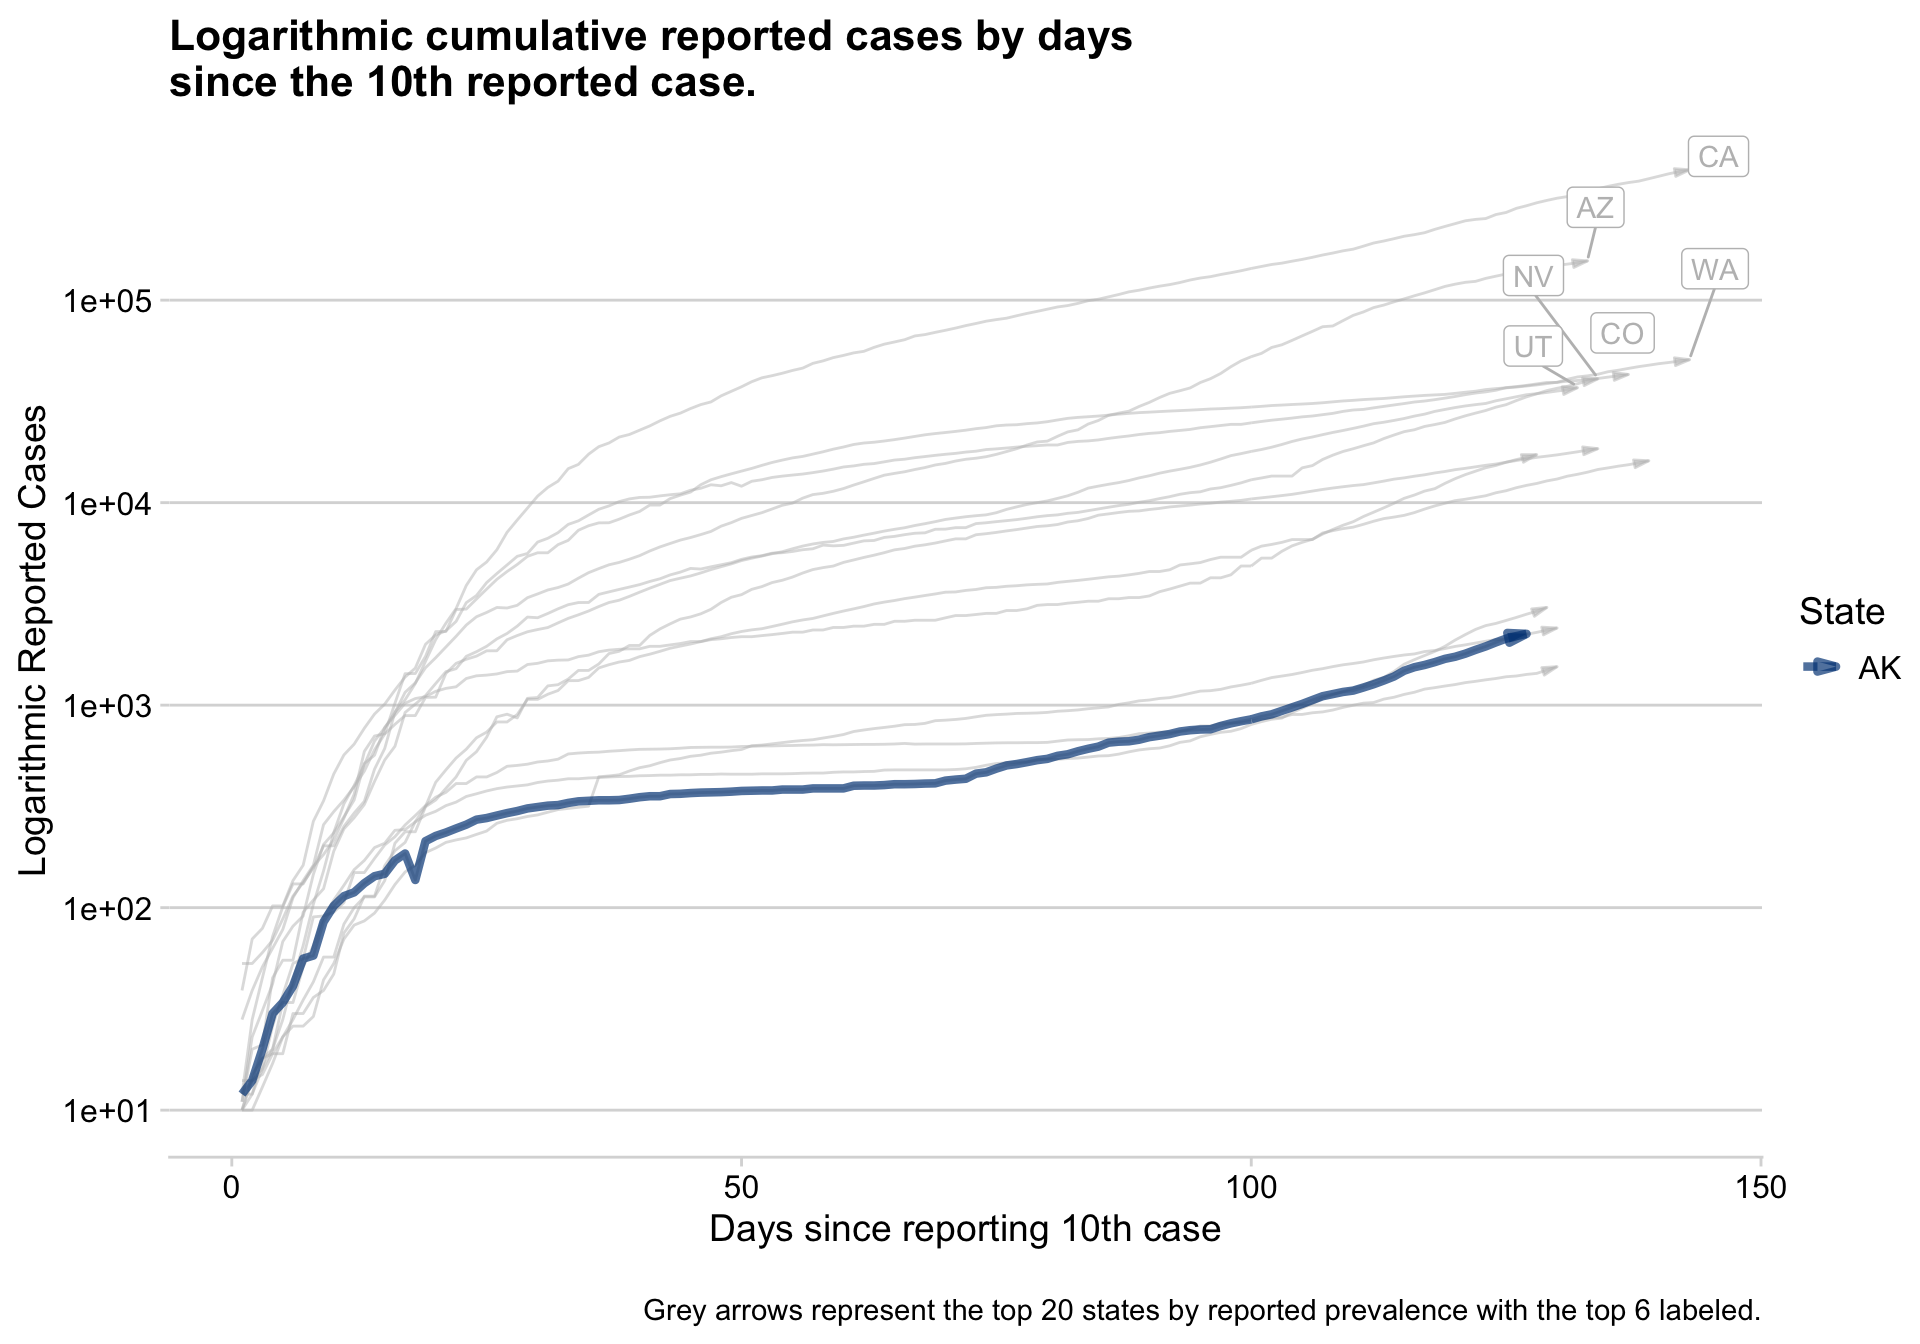 Logarithmic cumulative reported cases by days
since the 10th reported case.
CA
AZ
WA
NV
CO
UT
1e+05
1e+04
1e+03
1e+02
1e+01
Logarithmic Reported Cases
State
AK
0
50
100
150
Days since reporting 10th case
Grey arrows represent the top 20 states by reported prevalence with the top 6 labeled.